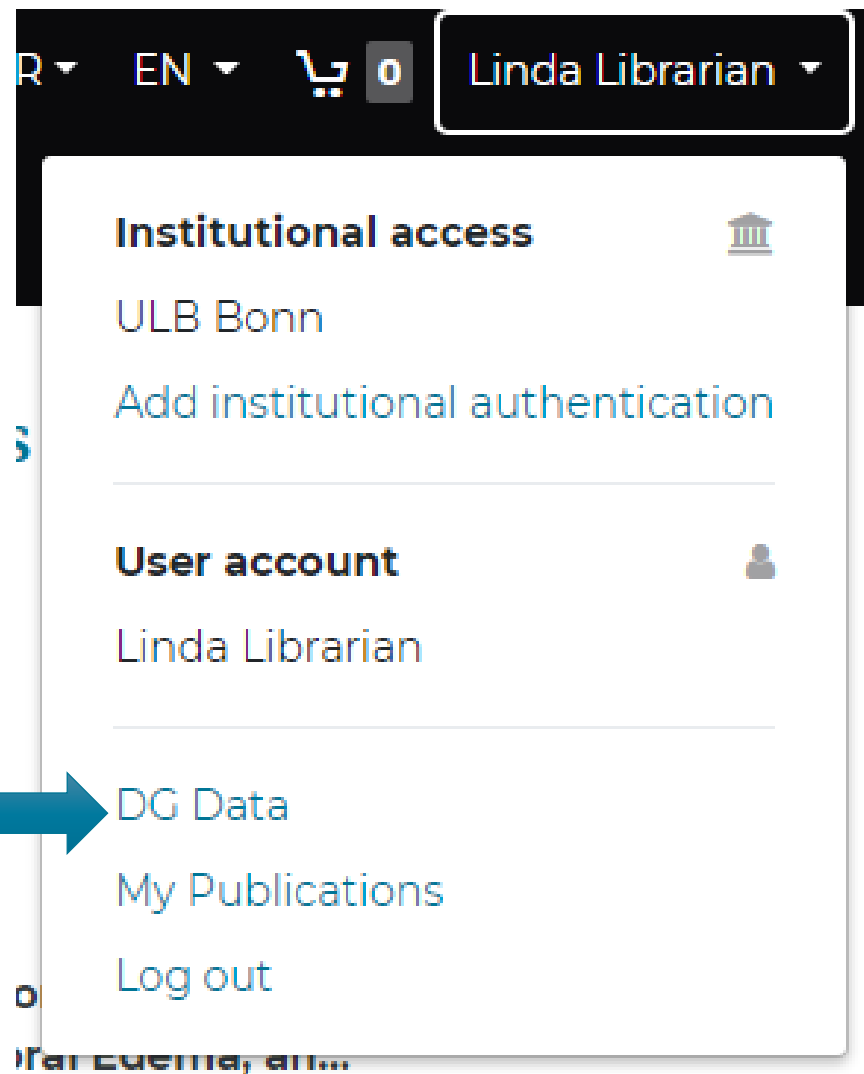 R EN 0 Linda Librarian
Institutional access
ULB Bonn
Add institutional authentication
s
User account
Linda Librarian
DG Data
My Publications
Log out